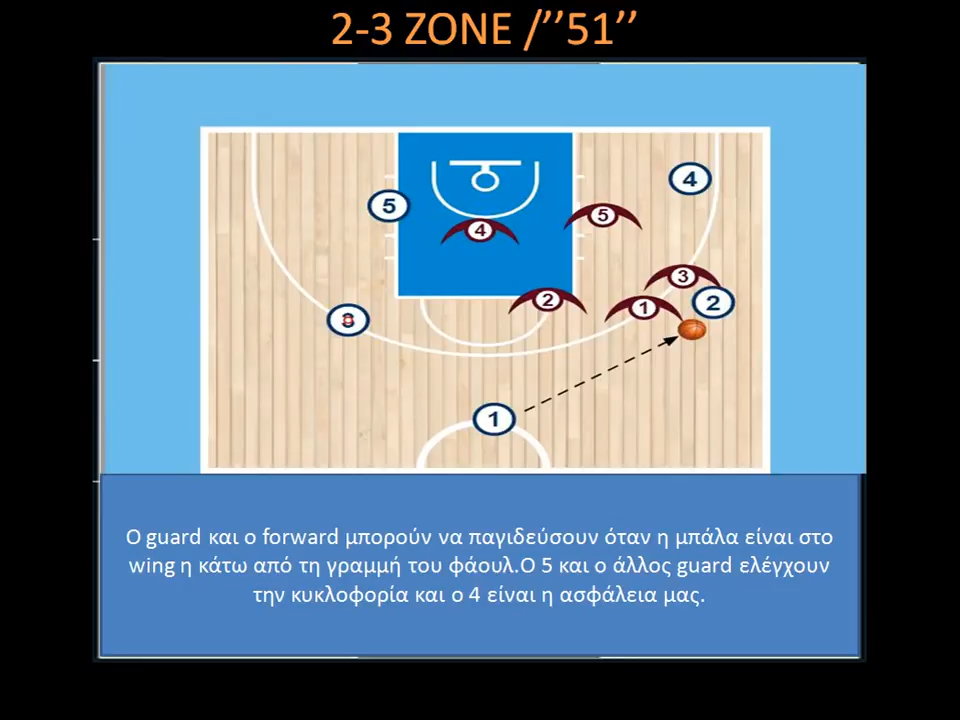 2-3 ZONE /’’51’’
4
5
5
4
3
2
1
2
1
Ο guard και ο forward μπορούν να παγιδεύσουν όταν η μπάλα είναι στο
wing η κάτω από τη γραμμή του φάουλ.Ο 5 και ο άλλος guard ελέγχουν
την κυκλοφορία και ο 4 είναι η ασφάλεια μας.